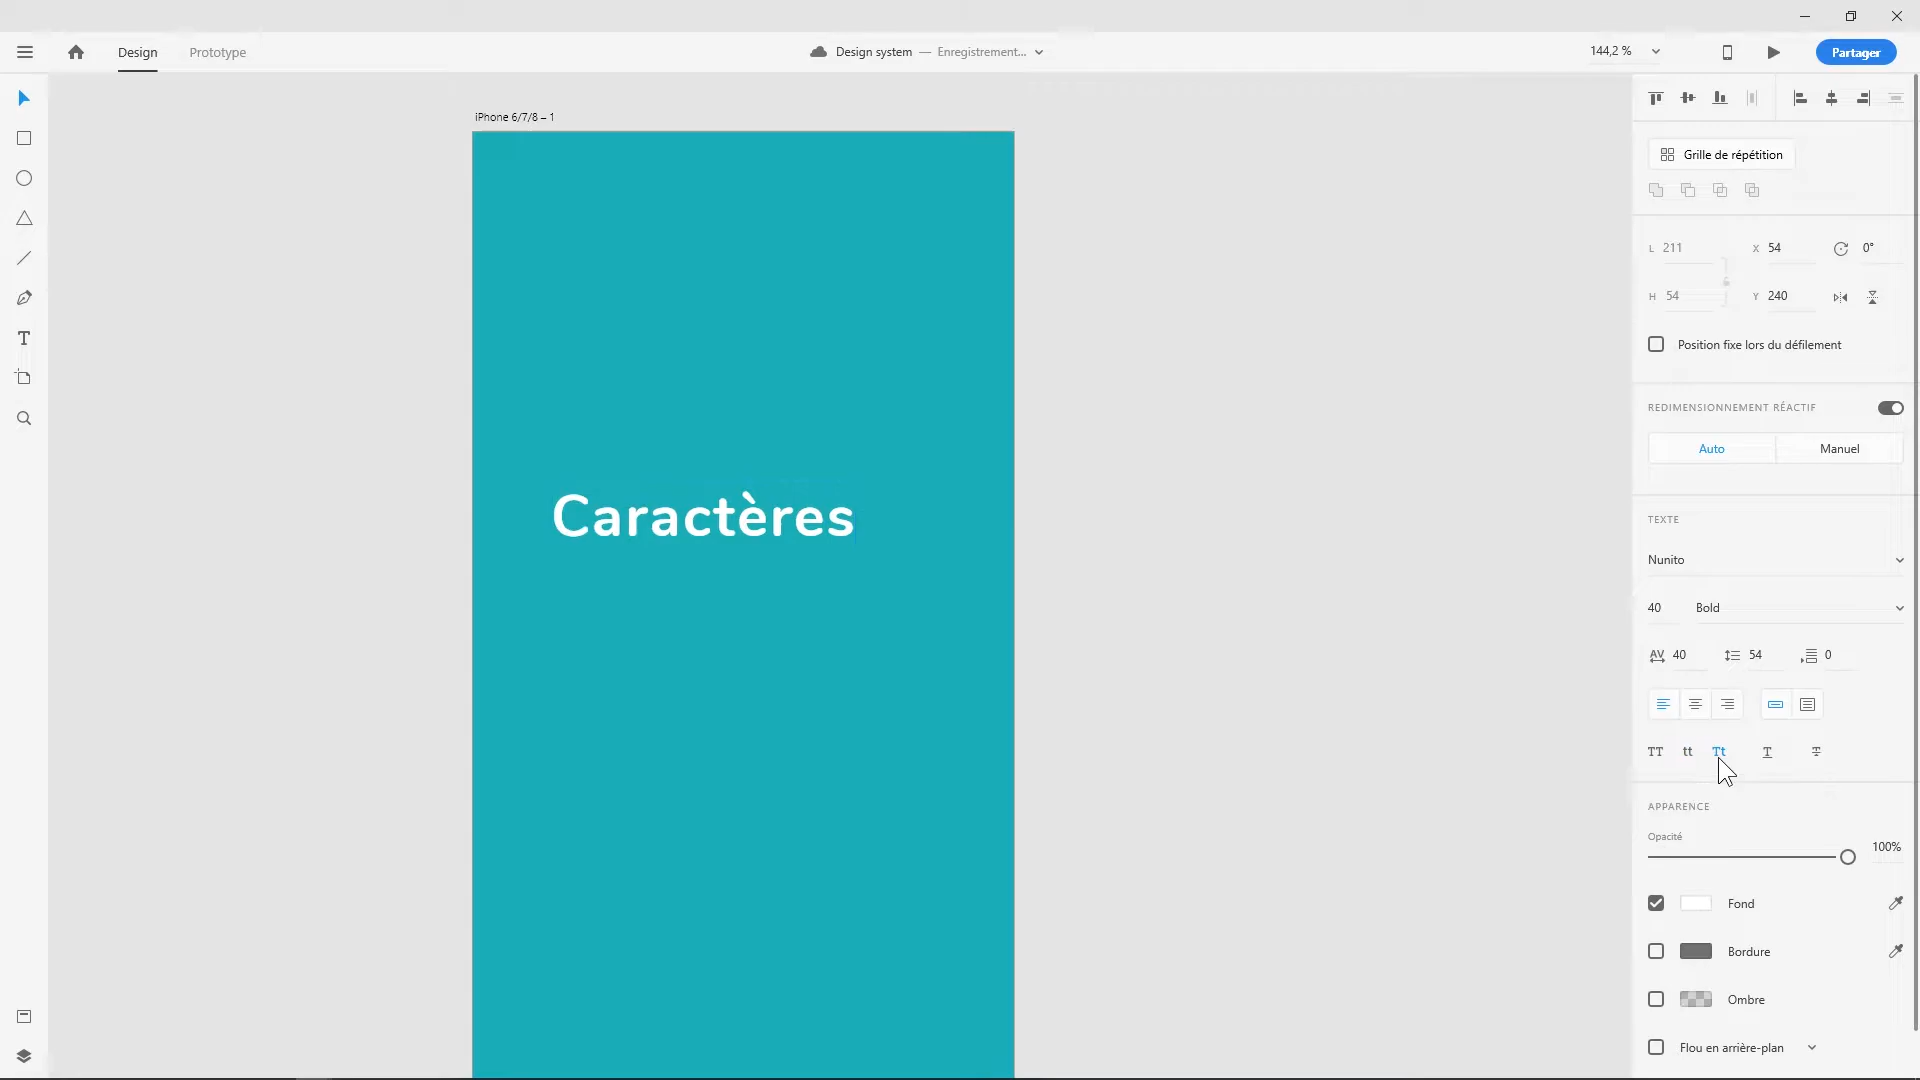 Design Prototype Design system — Enregistrement... 144,2 % Partager
iPhone 6/7/8 – 1
Grille de répétition
L 211 X 54 0°
H 54 Y 240
Position fixe lors du défilement
REDIMENSIONNEMENT RÉACTIF
Auto Manuel
Caractères
TEXTE
Nunito
40 Bold
AV 40 54 0
TT tt Tt T T
APPARENCE
Opacité
100%
Fond
Bordure
Ombre
Flou en arrière-plan